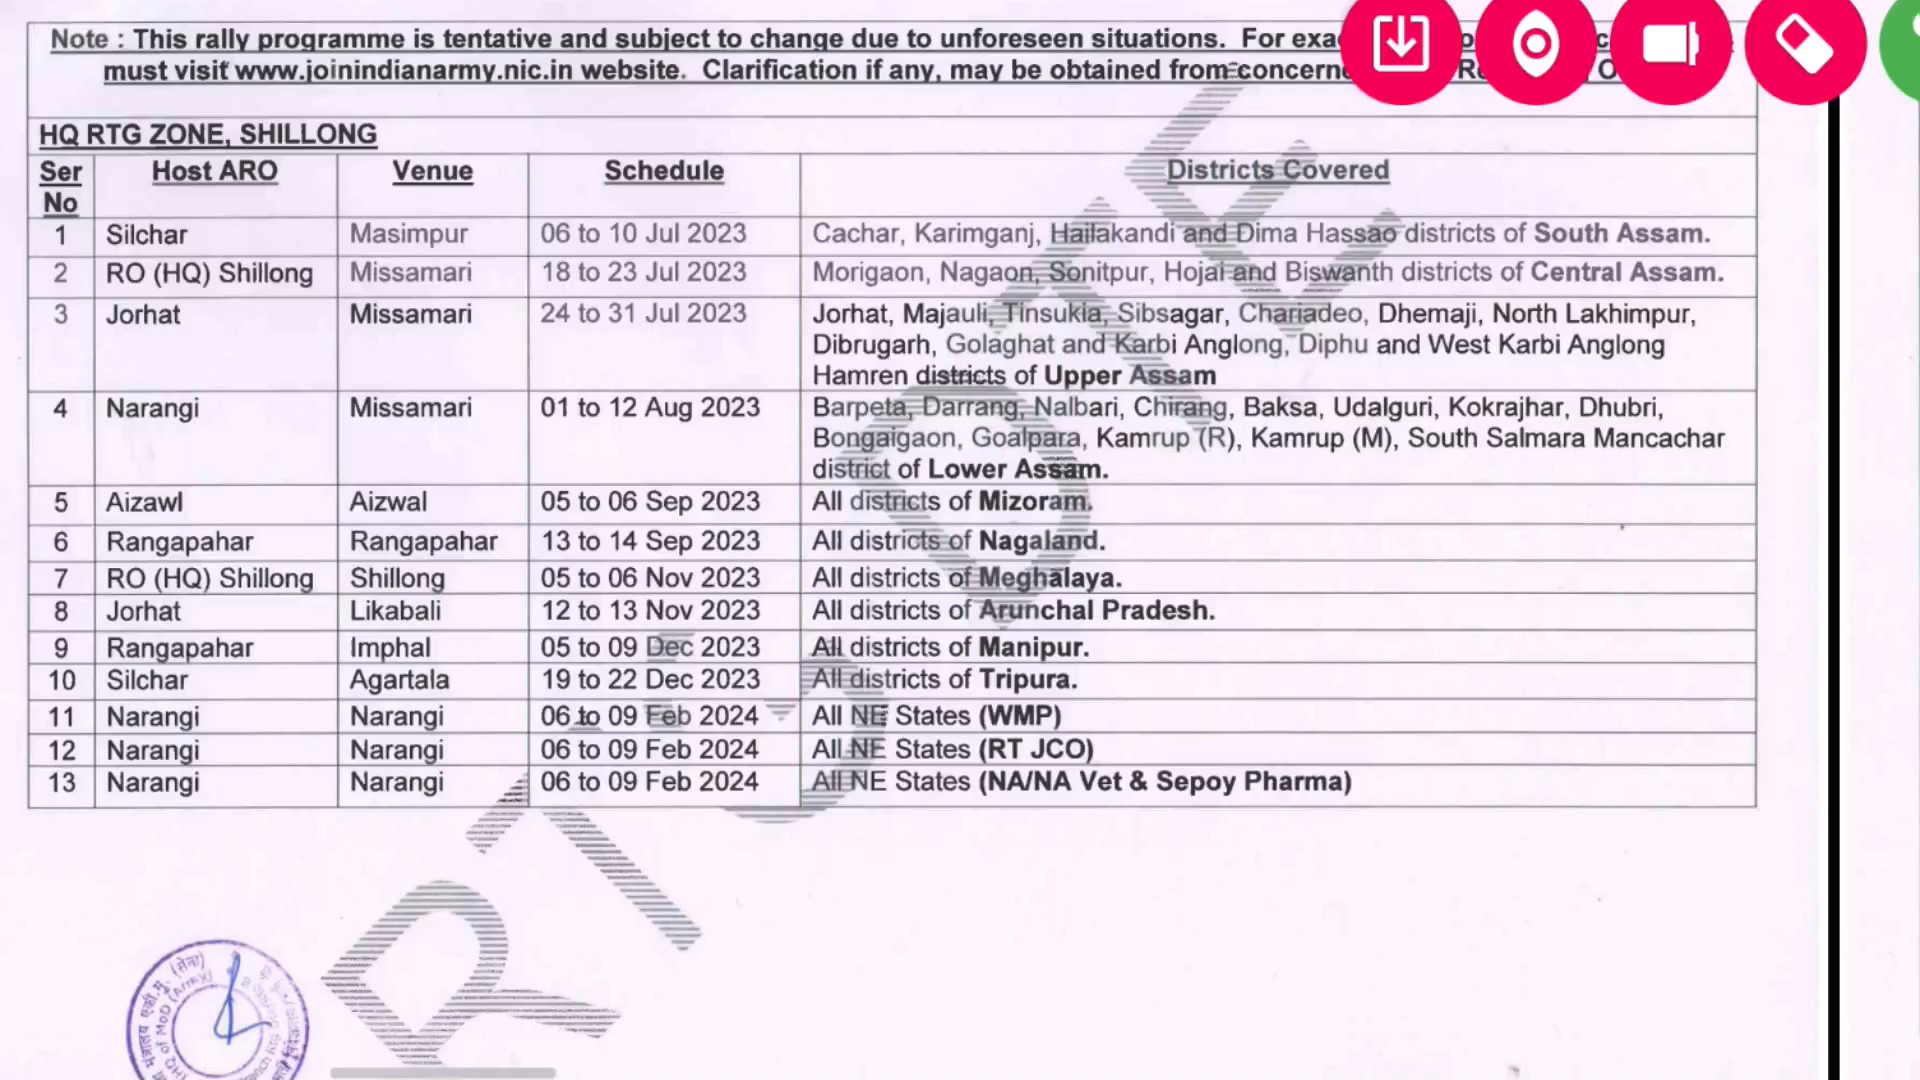 Note : This rally programme is tentative and subject to change due to unforeseen situations. For
must visit www.joinindianarmy.nic.in website. Clarification if any, may be obtained from
HQ RTG ZONE, SHILLONG
Ser No Host ARO Venue Schedule Districts Covered
1 Silchar Masimpur 06 to 10 Jul 2023 Cachar, Karimganj, Hailakandi and Dima Hassao districts of South Assam.
2 RO (HQ) Shillong Missamari 18 to 23 Jul 2023 Morigaon, Nagaon, Sonitpur, Hojai and Biswanth districts of Central Assam.
3 Jorhat Missamari 24 to 31 Jul 2023 Jorhat, Majauli, Tinsukia, Sibsagar, Chariadeo, Dhemaji, North Lakhimpur,
Dibrugarh, Golaghat and Karbi Anglong, Diphu and West Karbi Anglong
Hamren districts of Upper Assam
4 Narangi Missamari 01 to 12 Aug 2023 Barpeta, Darrang, Nalbari, Chirang, Baksa, Udalguri, Kokrajhar, Dhubri,
Bongaigaon, Goalpara, Kamrup (R), Kamrup (M), South Salmara Mancachar
district of Lower Assam.
5 Aizawl Aizwal 05 to 06 Sep 2023 All districts of Mizoram.
6 Rangapahar Rangapahar 13 to 14 Sep 2023 All districts of Nagaland.
7 RO (HQ) Shillong Shillong 05 to 06 Nov 2023 All districts of Meghalaya.
8 Jorhat Likabali 12 to 13 Nov 2023 All districts of Arunchal Pradesh.
9 Rangapahar Imphal 05 to 09 Dec 2023 All districts of Manipur.
10 Silchar Agartala 19 to 22 Dec 2023 All districts of Tripura.
11 Narangi Narangi 06 to 09 Feb 2024 All NE States (WMP)
12 Narangi Narangi 06 to 09 Feb 2024 All NE States (RT JCO)
13 Narangi Narangi 06 to 09 Feb 2024 All NE States (NA/NA Vet & Sepoy Pharma)